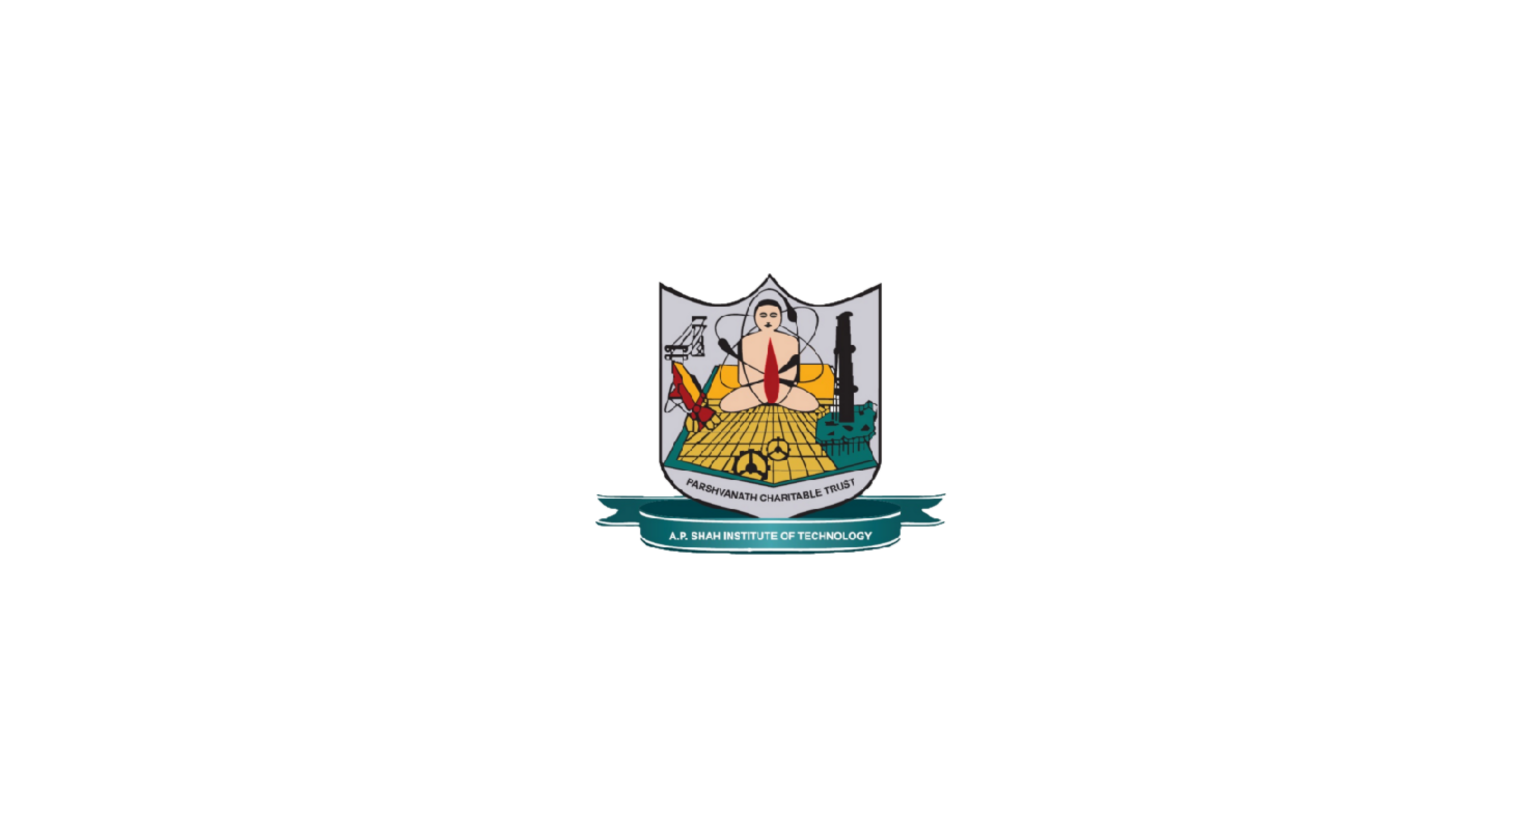 PARSHVANATH CHARITABLE TRUST
A.P. SHAH INSTITUTE OF TECHNOLOGY